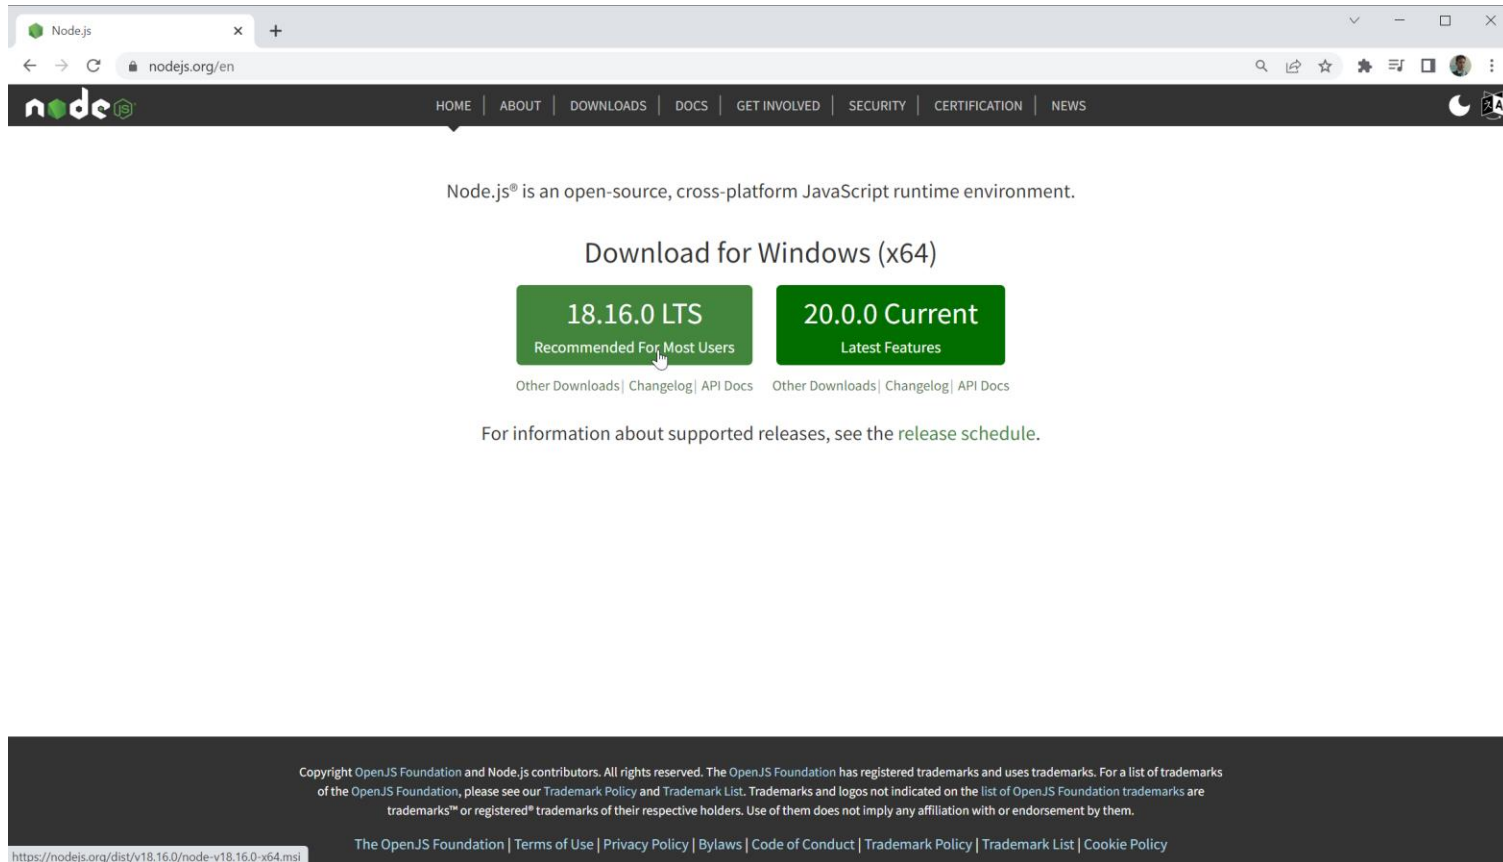 Node.js
nodejs.org/en
node JS
HOME | ABOUT | DOWNLOADS | DOCS | GET INVOLVED | SECURITY | CERTIFICATION | NEWS
Node.js® is an open-source, cross-platform JavaScript runtime environment.
Download for Windows (x64)
18.16.0 LTS
Recommended For Most Users
20.0.0 Current
Latest Features
Other Downloads| Changelog| API Docs
Other Downloads| Changelog| API Docs
For information about supported releases, see the release schedule.
Copyright OpenJS Foundation and Node.js contributors. All rights reserved. The OpenJS Foundation has registered trademarks and uses trademarks. For a list of trademarks
of the OpenJS Foundation, please see our Trademark Policy and Trademark List. Trademarks and logos not indicated on the list of OpenJS Foundation trademarks are
trademarks™ or registered® trademarks of their respective holders. Use of them does not imply any affiliation with or endorsement by them.
The OpenJS Foundation | Terms of Use | Privacy Policy | Bylaws | Code of Conduct | Trademark Policy | Trademark List | Cookie Policy
https://nodejs.org/dist/v18.16.0/node-v18.16.0-x64.msi